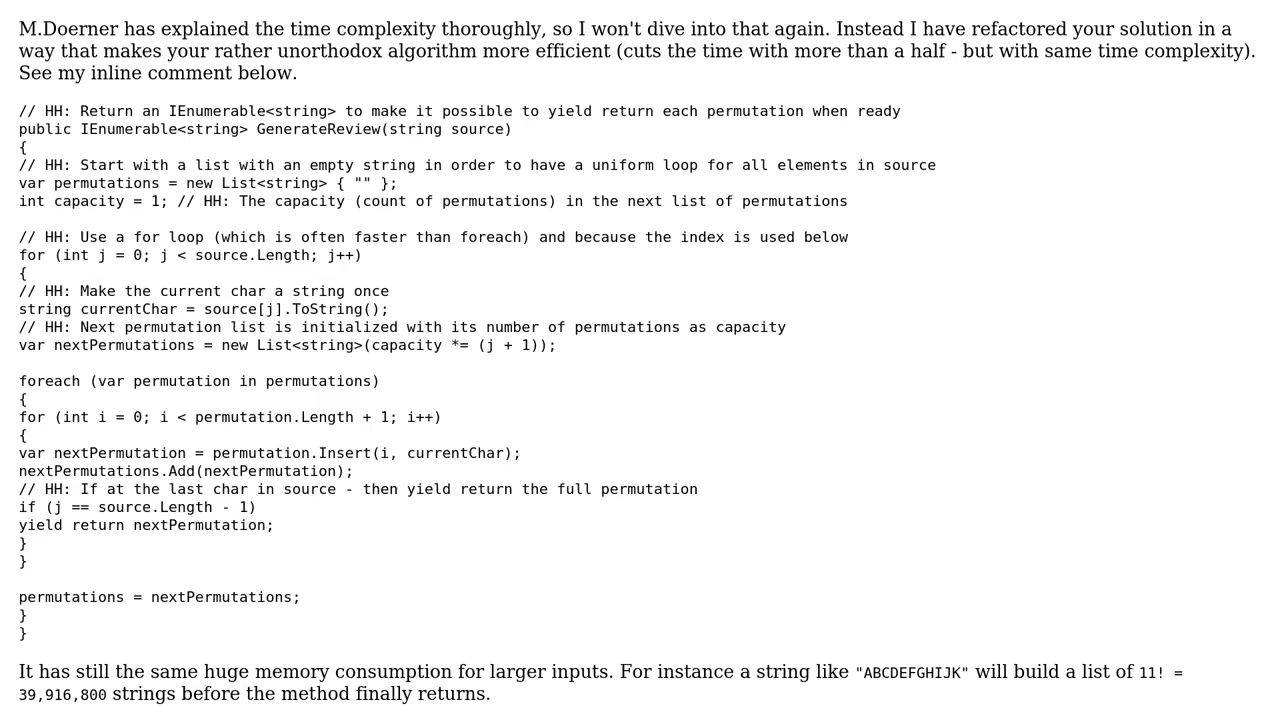 M.Doerner has explained the time complexity thoroughly, so I won't dive into that again. Instead I have refactored your solution in a
way that makes your rather unorthodox algorithm more efficient (cuts the time with more than a half - but with same time complexity).
See my inline comment below.
// HH: Return an IEnumerable<string> to make it possible to yield return each permutation when ready
public IEnumerable<string> GenerateReview(string source)
{
// HH: Start with a list with an empty string in order to have a uniform loop for all elements in source
var permutations = new List<string> { "" };
int capacity = 1; // HH: The capacity (count of permutations) in the next list of permutations
// HH: Use a for loop (which is often faster than foreach) and because the index is used below
for (int j = 0; j < source.Length; j++)
{
// HH: Make the current char a string once
string currentChar = source[j].ToString();
// HH: Next permutation list is initialized with its number of permutations as capacity
var nextPermutations = new List<string>(capacity *= (j + 1));
foreach (var permutation in permutations)
{
for (int i = 0; i < permutation.Length + 1; i++)
{
var nextPermutation = permutation.Insert(i, currentChar);
nextPermutations.Add(nextPermutation);
// HH: If at the last char in source - then yield return the full permutation
if (j == source.Length - 1)
yield return nextPermutation;
}
}
permutations = nextPermutations;
}
}
It has still the same huge memory consumption for larger inputs. For instance a string like "ABCDEFGHIJK" will build a list of 11! =
39,916,800 strings before the method finally returns.